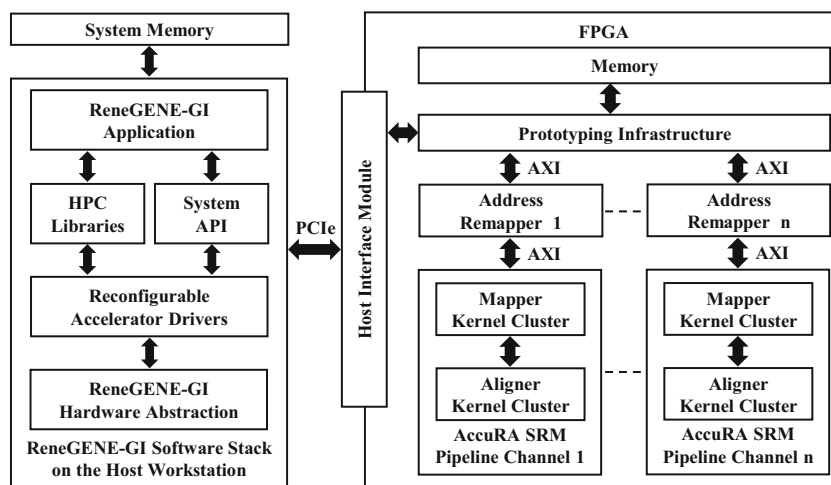 System Memory
ReneGENE-GI
Application
HPC
Libraries
System
API
Reconfigurable
Accelerator Drivers
ReneGENE-GI
Hardware Abstraction
ReneGENE-GI Software Stack
on the Host Workstation
PCIe
Host Interface Module
FPGA
Memory
Prototyping Infrastructure
AXI
AXI
Address
Remapper 1
Address
Remapper n
AXI
AXI
Mapper
Kernel Cluster
Aligner
Kernel Cluster
AccuRA SRM
Pipeline Channel 1
Mapper
Kernel Cluster
Aligner
Kernel Cluster
AccuRA SRM
Pipeline Channel n